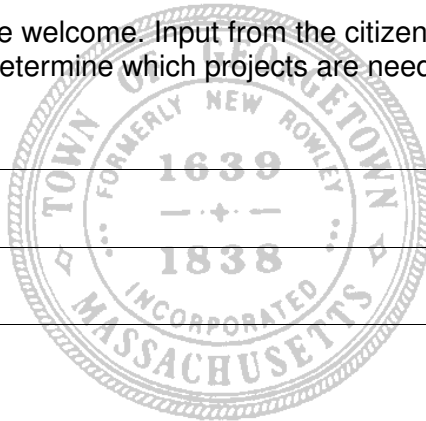 e welcome. Input from the citizen
etermine which projects are need
TOWN OF GEORGETOWN
FORMERLY NEW ROWLEY
1639
1838
INCORPORATED
MASSACHUSETTS